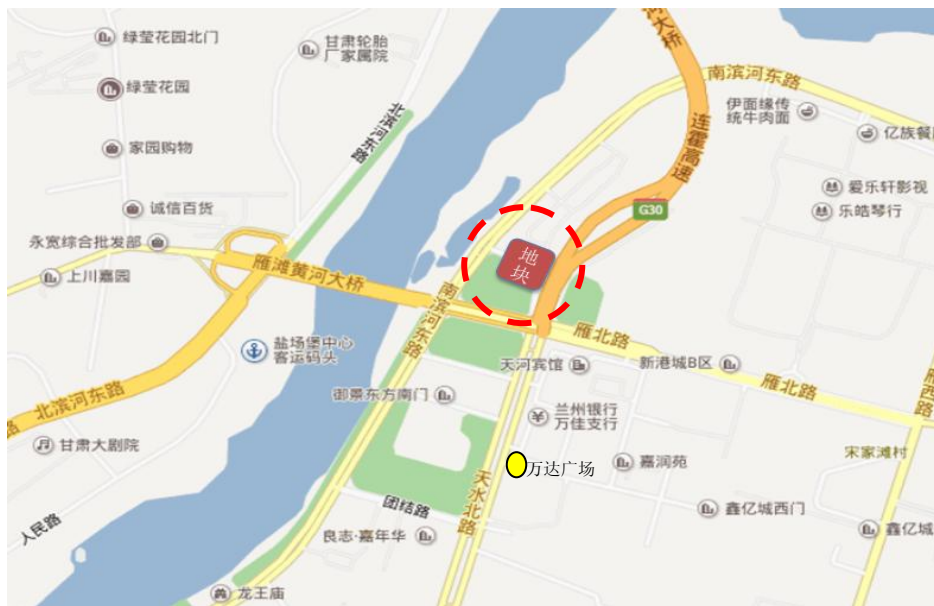 绿莹花园北门
甘肃轮胎
厂家属院
河大桥
南滨河东路
绿莹花园
北滨河东路
伊面缘传
统牛肉面
亿族餐
连霍高速
家园购物
爱乐轩影视
诚信百货
G30
乐皓琴行
永宽综合批发部
地
块
上川嘉园
雁滩黄河大桥
南滨河东路
雁北路
盐场堡中心
客运码头
天河宾馆
新港城B区
雁北路
雁西路
北滨河东路
御景东方南门
兰州银行
万佳支行
路
甘肃大剧院
宋家滩村
万达广场
嘉润苑
天水北路
团结路
鑫亿城西门
人民路
良志·嘉年华
鑫亿城
龙王庙